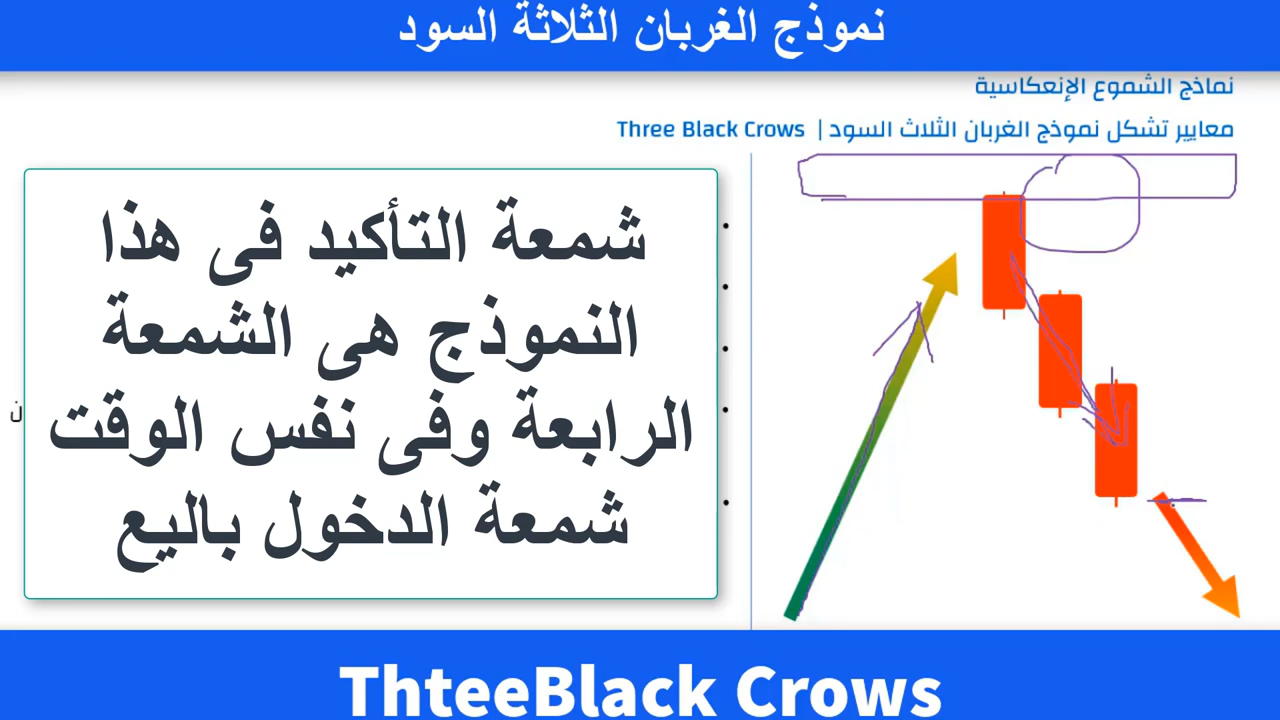 نموذج الغربان الثلاثة السود
نماذج الشموع الإنعكاسية
معايير تشكل نموذج الغربان الثلاث السود | Three Black Crows
شمعة التأكيد فى هذا
النموذج هى الشمعة
الرابعة وفى نفس الوقت
شمعة الدخول باليع
ن
ThteeBlack Crows